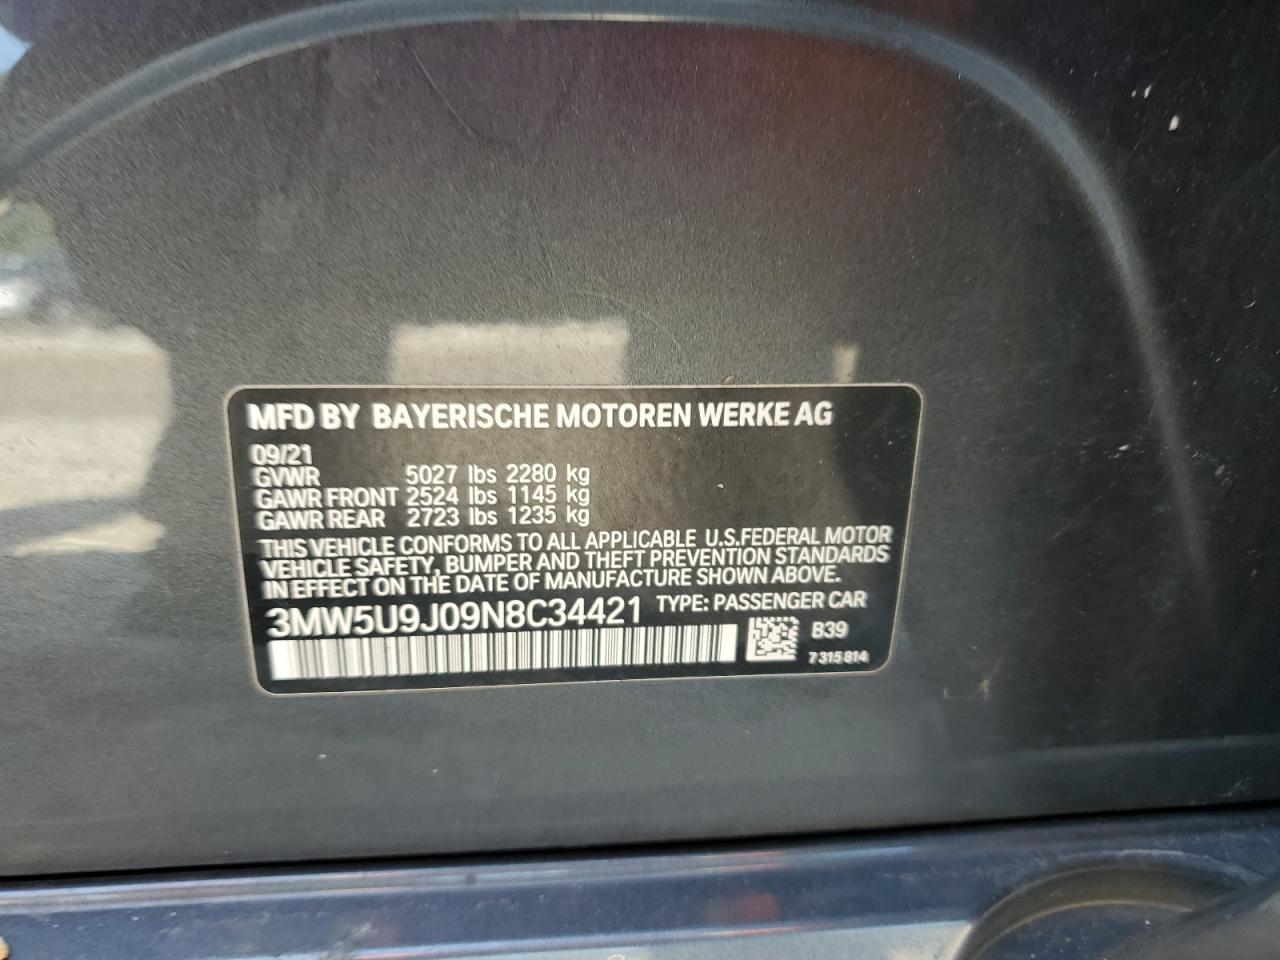 MFD BY BAYERISCHE MOTOREN WERKE AG
09/21
GVWR 5027 lbs 2280 kg
GAWR FRONT 2524 lbs 1145 kg
GAWR REAR 2723 lbs 1235 kg
THIS VEHICLE CONFORMS TO ALL APPLICABLE U.S.FEDERAL MOTOR
VEHICLE SAFETY, BUMPER AND THEFT PREVENTION STANDARDS
IN EFFECT ON THE DATE OF MANUFACTURE SHOWN ABOVE.
3MW5U9J09N8C34421 TYPE: PASSENGER CAR
B39
7 315 814